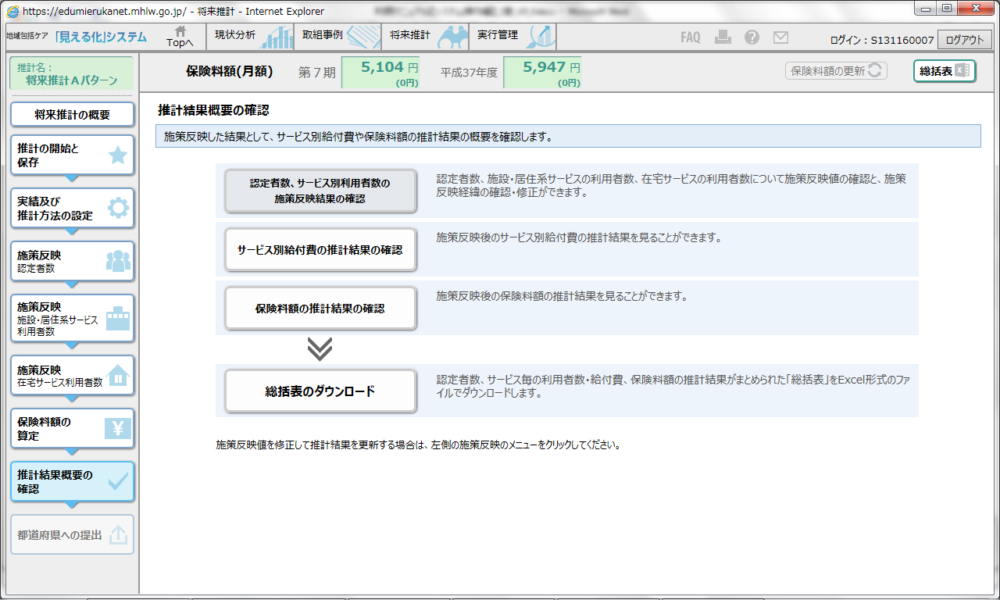 https://edumierukanet.mhlw.go.jp/ - 将来推計 - Internet Explorer
地域包括ケア「見える化」システム
Topへ
現状分析
取組事例
将来推計
実行管理
FAQ
ログイン：S131160007
ログアウト
推計名：
将来推計Ａパターン
保険料額(月額)
第７期
5,104 円
(0円)
平成37年度
5,947 円
(0円)
保険料額の更新
総括表
将来推計の概要
推計の開始と
保存
実績及び
推計方法の設定
施策反映
認定者数
施策反映
施設・居住系サービス
利用者数
施策反映
在宅サービス利用者数
保険料額の
算定
¥
推計結果概要の
確認
都道府県への提出
推計結果概要の確認
施策反映した結果として、サービス別給付費や保険料額の推計結果の概要を確認します。
認定者数、サービス別利用者数の
施策反映結果の確認
認定者数、施設・居住系サービスの利用者数、在宅サービスの利用者数について施策反映値の確認と、施策
反映経緯の確認・修正ができます。
サービス別給付費の推計結果の確認
施策反映後のサービス別給付費の推計結果を見ることができます。
保険料額の推計結果の確認
施策反映後の保険料額の推計結果を見ることができます。
総括表のダウンロード
認定者数、サービス毎の利用者数・給付費、保険料額の推計結果がまとめられた「総括表」をExcel形式のファ
イルでダウンロードします。
施策反映値を修正して推計結果を更新する場合は、左側の施策反映のメニューをクリックしてください。